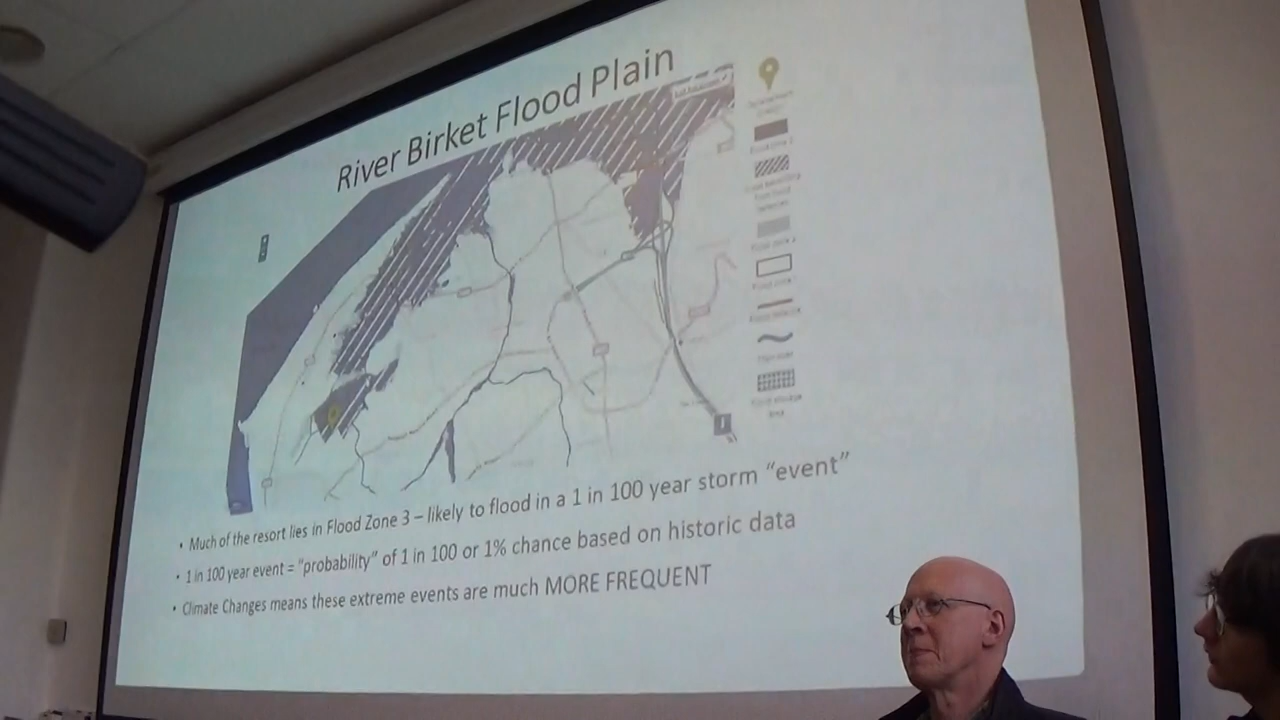 River Birket Flood Plain
• Much of the resort lies in Flood Zone 3 – likely to flood in a 1 in 100 year storm “event”
• 1 in 100 year event = “probability” of 1 in 100 or 1% chance based on historic data
• Climate Changes means these extreme events are much MORE FREQUENT